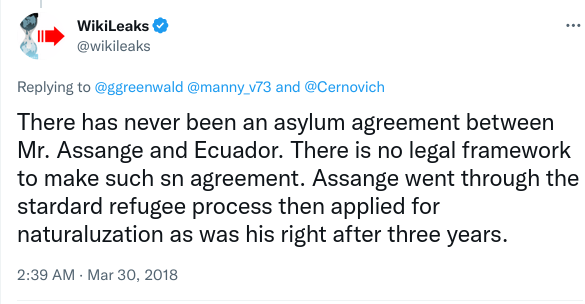 WikiLeaks
@wikileaks
Replying to @ggreenwald @manny_v73 and @Cernovich
There has never been an asylum agreement between
Mr. Assange and Ecuador. There is no legal framework
to make such sn agreement. Assange went through the
stardard refugee process then applied for
naturaluzation as was his right after three years.
2:39 AM · Mar 30, 2018